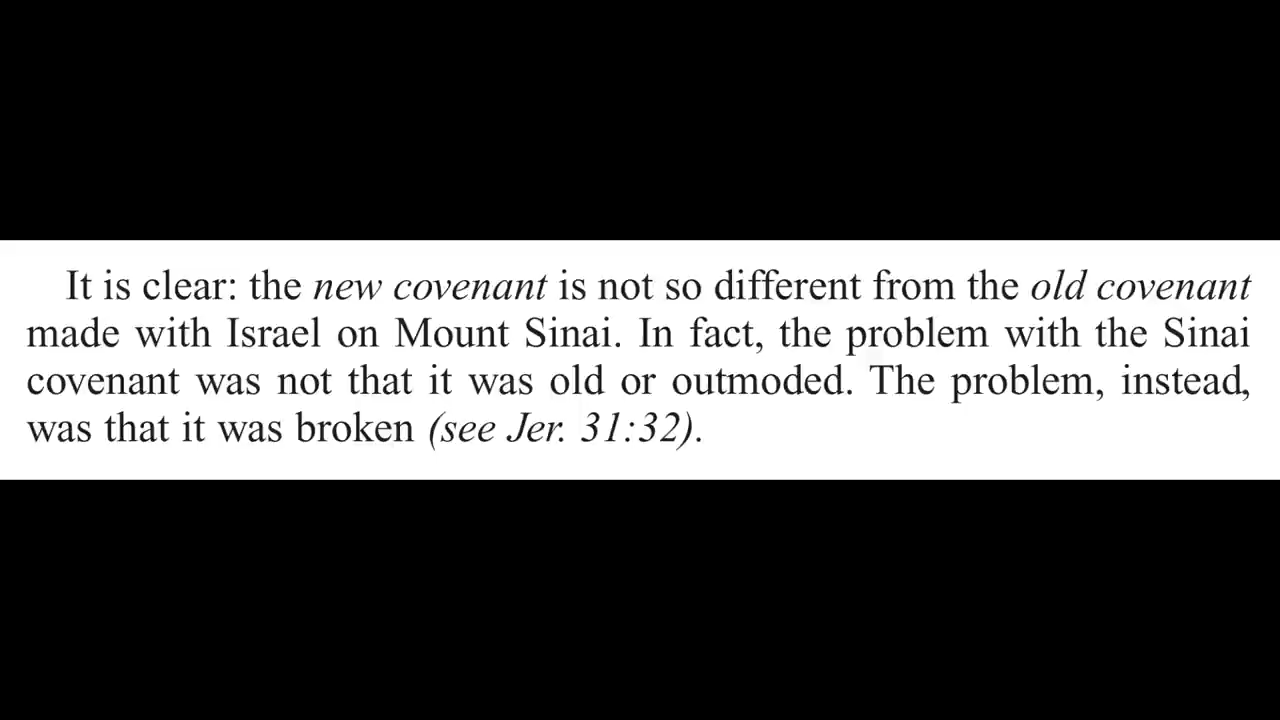 It is clear: the new covenant is not so different from the old covenant
made with Israel on Mount Sinai. In fact, the problem with the Sinai
covenant was not that it was old or outmoded. The problem, instead,
was that it was broken (see Jer. 31:32).